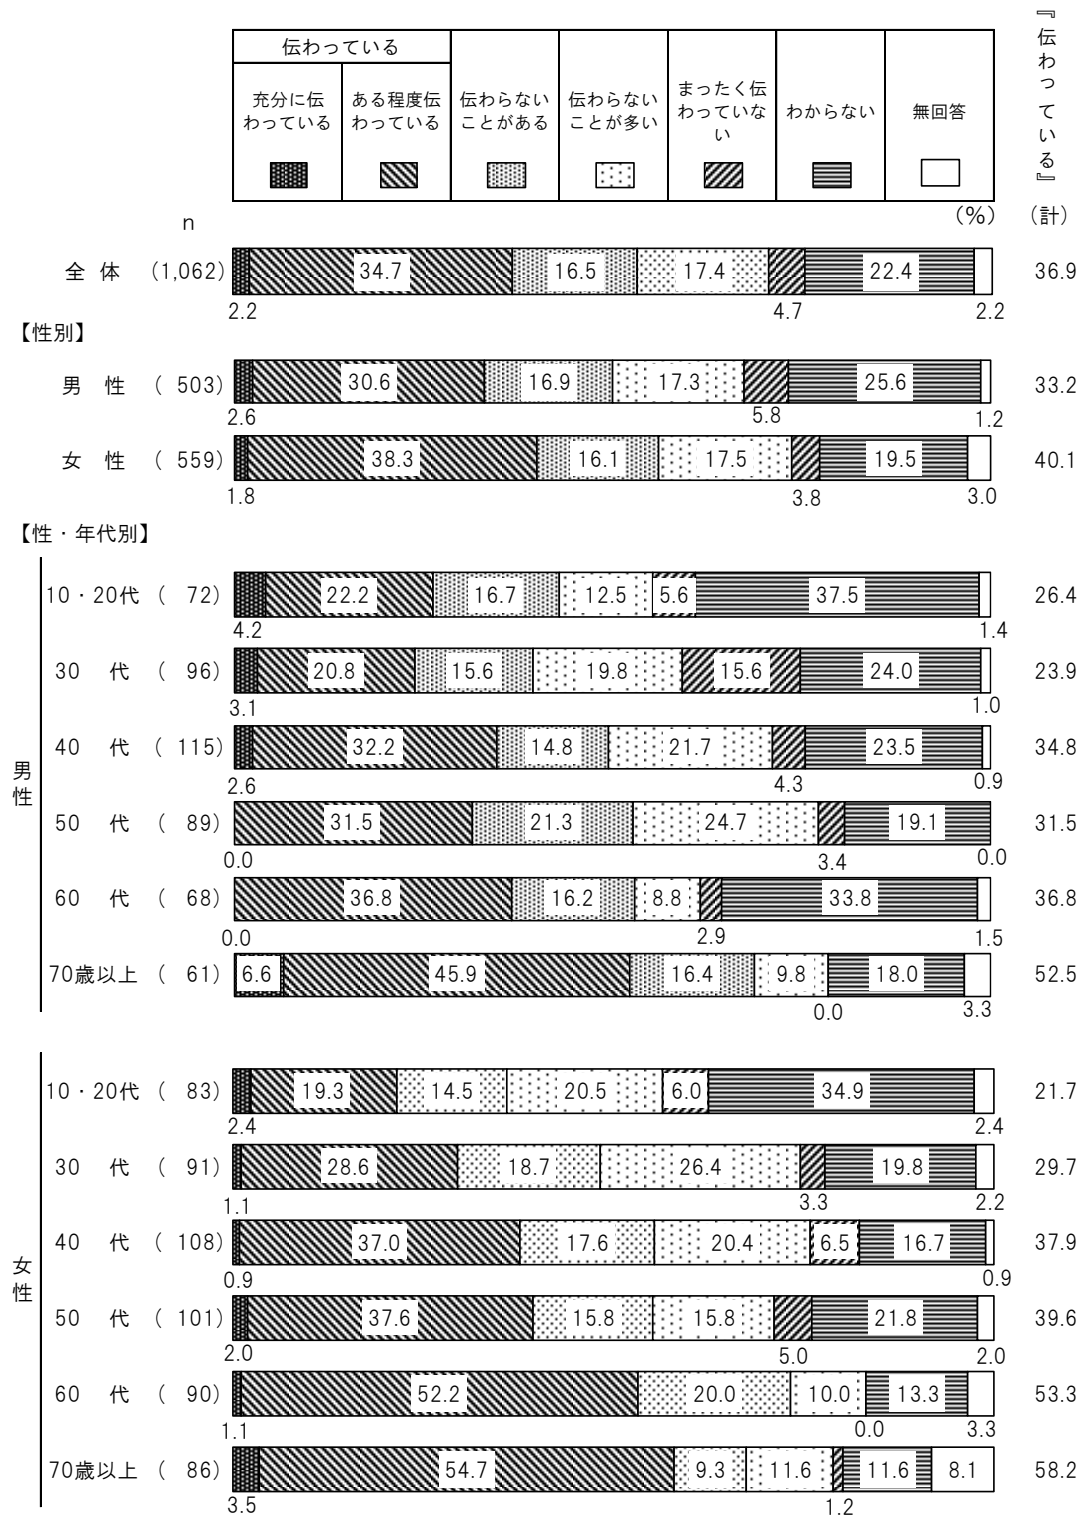 『伝わっている』
伝わっている
充分に伝
わっている
ある程度伝
わっている
伝わらない
ことがある
伝わらない
ことが多い
まったく伝
わっていな
い
わからない
無回答
n
(%)
(計)
全 体 (1,062) 34.7 16.5 17.4 22.4 36.9
2.2 4.7 2.2
【性別】
男 性 ( 503) 30.6 16.9 17.3 25.6 33.2
2.6 5.8 1.2
女 性 ( 559) 38.3 16.1 17.5 19.5 40.1
1.8 3.8 3.0
【性・年代別】
男性
10・20代 ( 72) 22.2 16.7 12.5 5.6 37.5 26.4
4.2 1.4
30 代 ( 96) 20.8 15.6 19.8 15.6 24.0 23.9
3.1 1.0
40 代 ( 115) 32.2 14.8 21.7 23.5 34.8
2.6 4.3 0.9
50 代 ( 89) 31.5 21.3 24.7 19.1 31.5
0.0 3.4 0.0
60 代 ( 68) 36.8 16.2 8.8 33.8 36.8
0.0 2.9 1.5
70歳以上 ( 61) 6.6 45.9 16.4 9.8 18.0 52.5
0.0 3.3
女性
10・20代 ( 83) 19.3 14.5 20.5 6.0 34.9 21.7
2.4 2.4
30 代 ( 91) 28.6 18.7 26.4 19.8 29.7
1.1 3.3 2.2
40 代 ( 108) 37.0 17.6 20.4 6.5 16.7 37.9
0.9 0.9
50 代 ( 101) 37.6 15.8 15.8 21.8 39.6
2.0 5.0 2.0
60 代 ( 90) 52.2 20.0 10.0 13.3 53.3
1.1 0.0 3.3
70歳以上 ( 86) 54.7 9.3 11.6 11.6 8.1 58.2
3.5 1.2